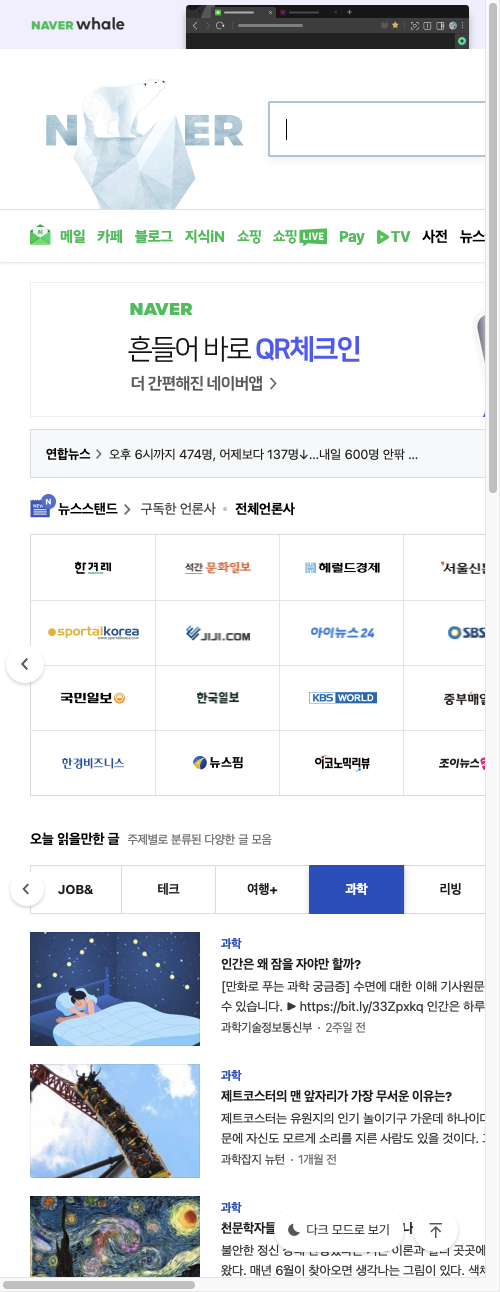 NAVER whale
N ER
메일 카페 블로그 지식iN 쇼핑 쇼핑 LIVE Pay TV 사전 뉴스
NAVER
흔들어 바로 QR체크인
더 간편해진 네이버앱
연합뉴스 오후 6시까지 474명, 어제보다 137명↓…내일 600명 안팎 ...
뉴스스탠드 구독한 언론사 전체언론사
한겨레 석간 문화일보 헤럴드경제 서울신문
sportalkorea JIJI.COM 아이뉴스24 SBS
국민일보 한국일보 KBS WORLD 중부매일
한경비즈니스 뉴스핌 이코노믹리뷰 조이뉴스
오늘 읽을만한 글 주제별로 분류된 다양한 글 모음
JOB& 테크 여행+ 과학 리빙
과학
인간은 왜 잠을 자야만 할까?
[만화로 푸는 과학 궁금증] 수면에 대한 이해 기사원문
수 있습니다. ▶ https://bit.ly/33Zpxkq 인간은 하루
과학기술정보통신부 · 2주일 전
과학
제트코스터의 맨 앞자리가 가장 무서운 이유는?
제트코스터는 유원지의 인기 놀이기구 가운데 하나이다
문에 자신도 모르게 소리를 지른 사람도 있을 것이다.
과학잡지 뉴턴 · 1개월 전
과학
천문학자들
다크 모드로 보기
불안한 정신
이론과
곳곳에
왔다. 매년 6월이 찾아오면 생각나는 그림이 있다. 색채